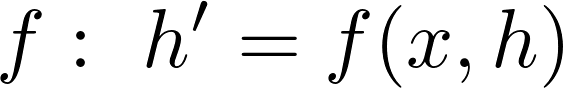 f : h′ = f(x, h)